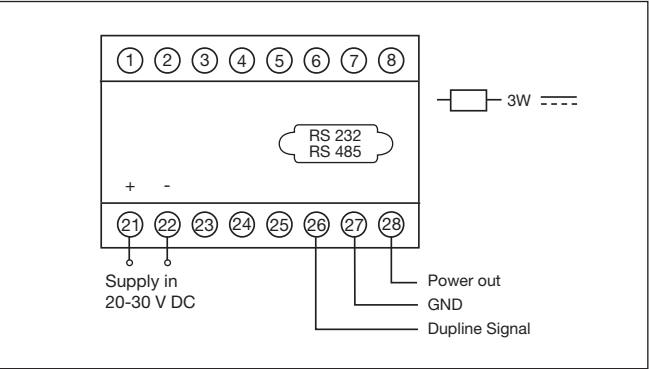 1 2 3 4 5 6 7 8
3W
RS 232
RS 485
+ -
21 22 23 24 25 26 27 28
Supply in
20-30 V DC
Power out
GND
Dupline Signal